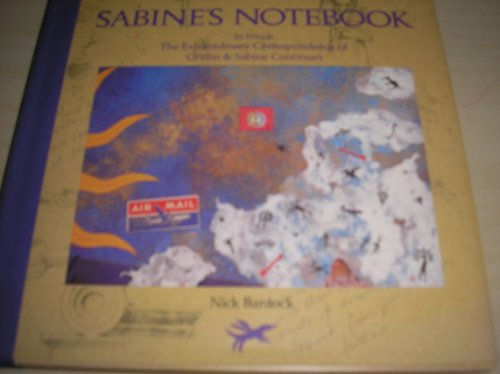 SABINE'S NOTEBOOK
In Which
The Extraordinary Correspondence of
Griffin & Sabine Continues
AIR MAIL
Nick Bantock